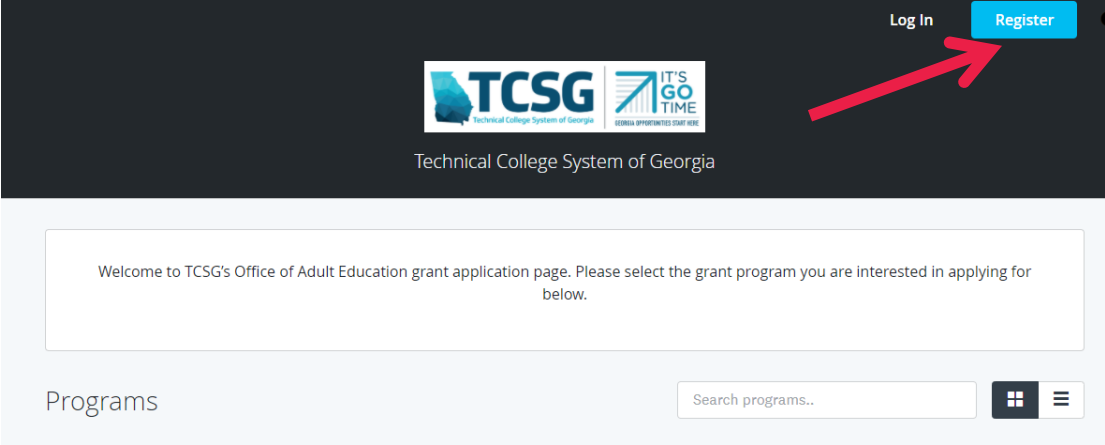 Log In Register
TCSG IT'S
GO
TIME
Technical College System of Georgia GEORGIA OPPORTUNITIES START HERE
Technical College System of Georgia
Welcome to TCSG's Office of Adult Education grant application page. Please select the grant program you are interested in applying for
below.
Programs Search programs..